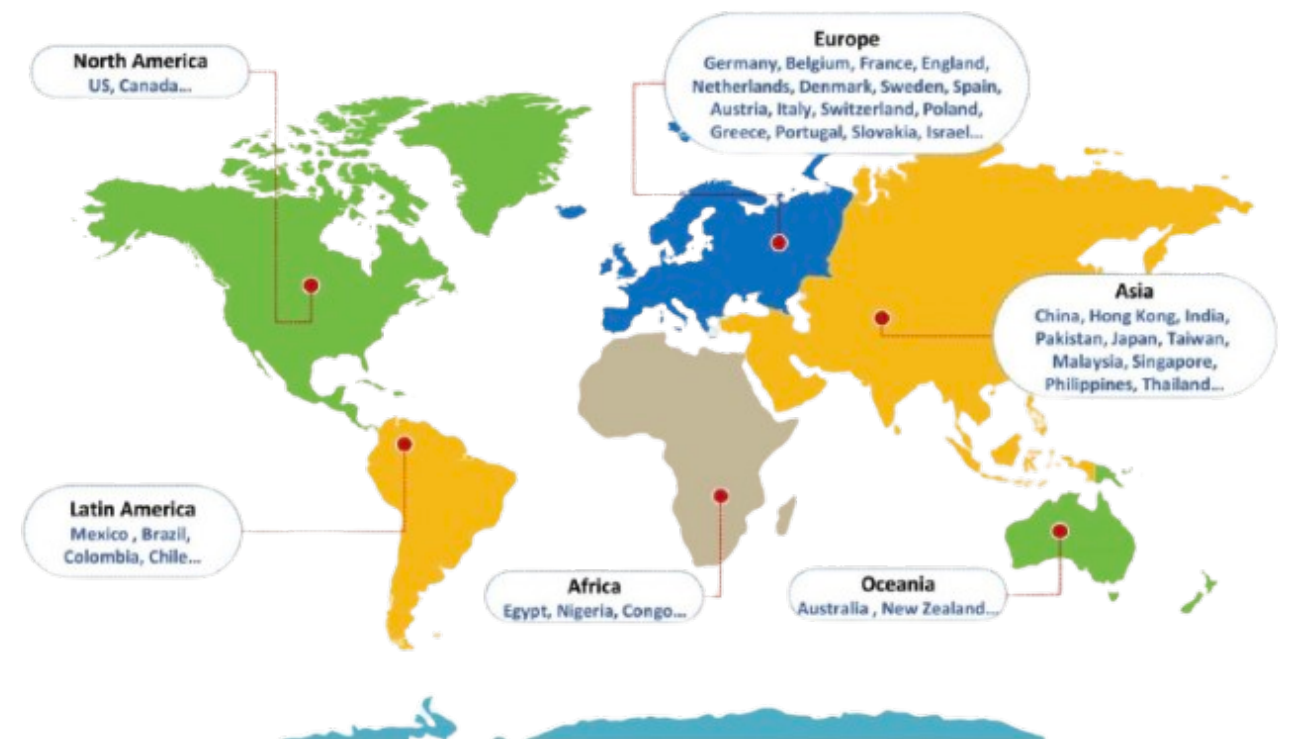 North America
US, Canada...
Europe
Germany, Belgium, France, England,
Netherlands, Denmark, Sweden, Spain,
Austria, Italy, Switzerland, Poland,
Greece, Portugal, Slovakia, Israel...
Asia
China, Hong Kong, India,
Pakistan, Japan, Taiwan,
Malaysia, Singapore,
Philippines, Thailand...
Latin America
Mexico , Brazil,
Colombia, Chile...
Africa
Egypt, Nigeria, Congo...
Oceania
Australia , New Zealand...